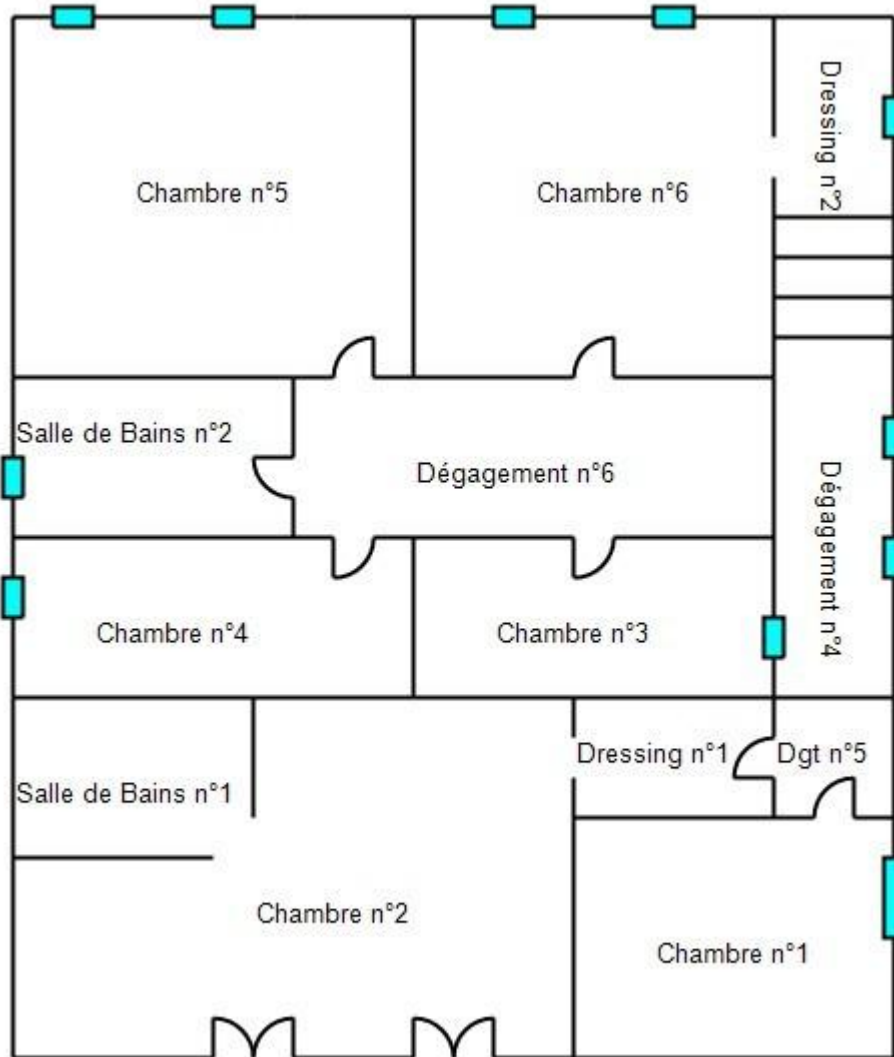 Chambre n°5
Chambre n°6
Dressing n°2
Salle de Bains n°2
Dégagement n°6
Dégagement n°4
Chambre n°4
Chambre n°3
Dressing n°1
Dgt n°5
Salle de Bains n°1
Chambre n°2
Chambre n°1